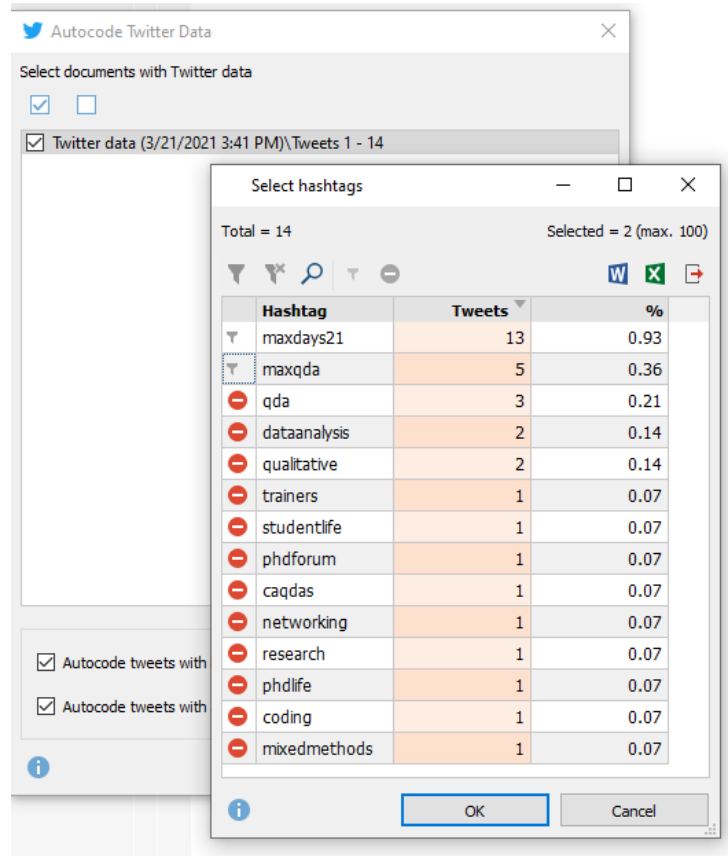 Autocode Twitter Data
Select documents with Twitter data
Twitter data (3/21/2021 3:41 PM)\Tweets 1 - 14
Select hashtags
Total = 14 Selected = 2 (max. 100)
Hashtag Tweets %
maxdays21 13 0.93
maxqda 5 0.36
qda 3 0.21
dataanalysis 2 0.14
qualitative 2 0.14
trainers 1 0.07
studentlife 1 0.07
phdforum 1 0.07
caqdas 1 0.07
networking 1 0.07
research 1 0.07
phdlife 1 0.07
coding 1 0.07
mixedmethods 1 0.07
Autocode tweets with
Autocode tweets with
OK Cancel